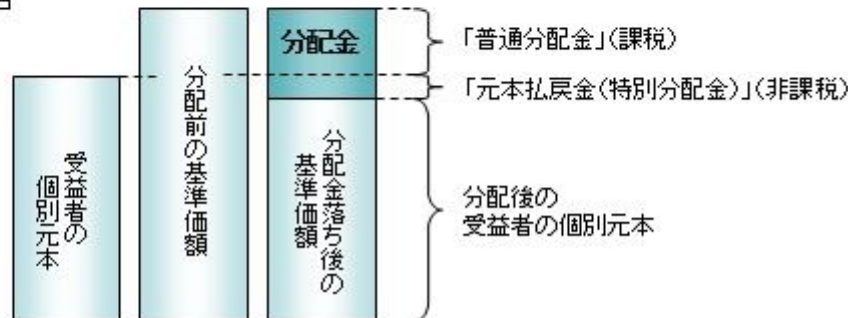 分配金
「普通分配金」(課税)
「元本払戻金(特別分配金)」(非課税)
受益者の
個別元本
分配前の基準価額
分配金落ち後の
基準価額
分配後の
受益者の個別元本